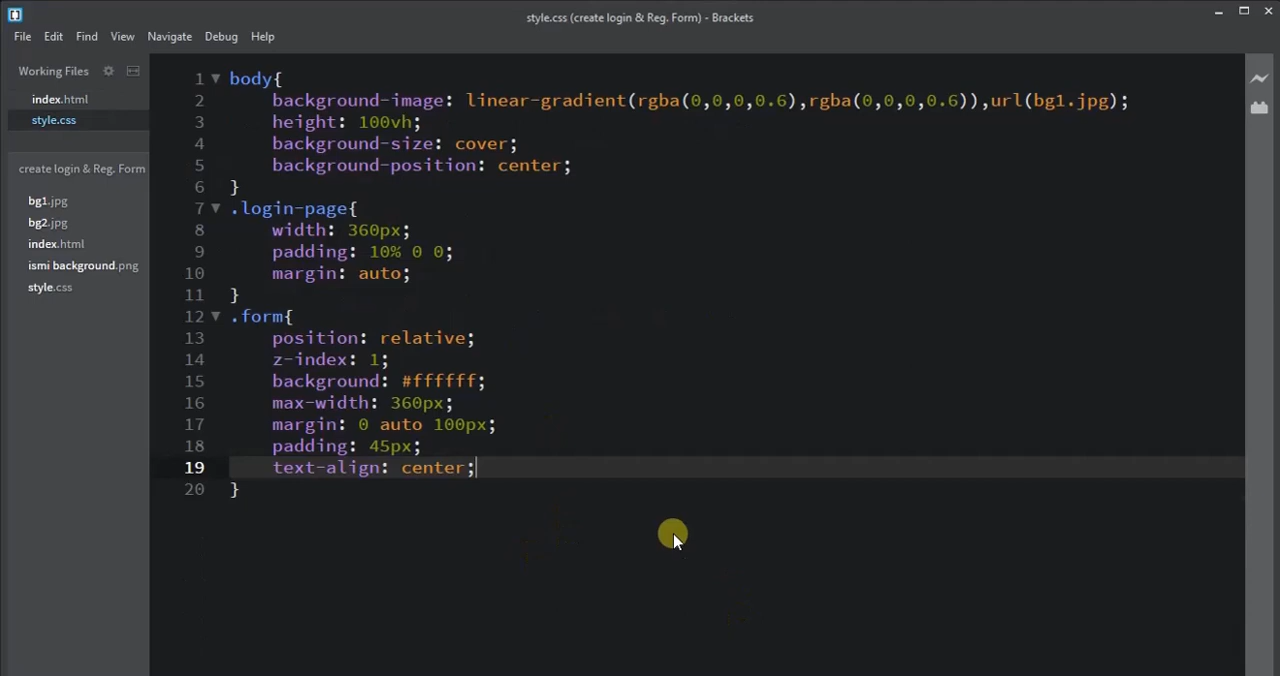 style.css (create login & Reg. Form) - Brackets
File Edit Find View Navigate Debug Help
Working Files
index.html
style.css
create login & Reg. Form
bg1.jpg
bg2.jpg
index.html
ismi background.png
style.css
1 body{
2 background-image: linear-gradient(rgba(0,0,0,0.6),rgba(0,0,0,0.6)),url(bg1.jpg);
3 height: 100vh;
4 background-size: cover;
5 background-position: center;
6 }
7 .login-page{
8 width: 360px;
9 padding: 10% 0 0;
10 margin: auto;
11 }
12 .form{
13 position: relative;
14 z-index: 1;
15 background: #ffffff;
16 max-width: 360px;
17 margin: 0 auto 100px;
18 padding: 45px;
19 text-align: center;
20 }